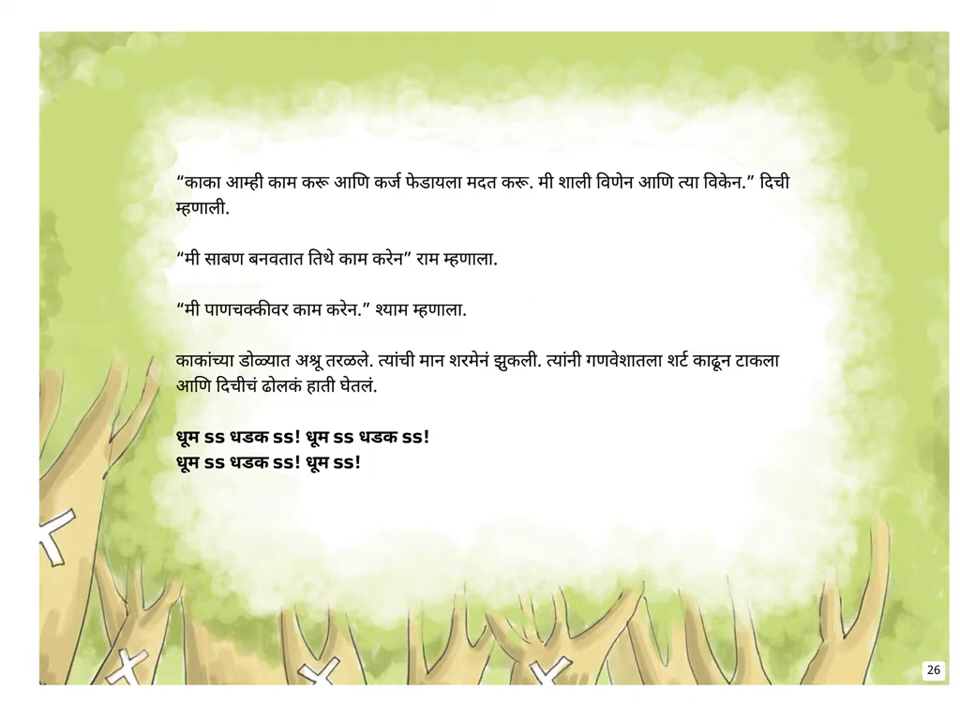 “काका आम्ही काम करू आणि कर्ज फेडायला मदत करू. मी शाली विणेन आणि त्या विकेन.” दिची
म्हणाली.
“मी साबण बनवतात तिथे काम करेन” राम म्हणाला.
“मी पाणचक्कीवर काम करेन.” श्याम म्हणाला.
काकांच्या डोळ्यात अश्रू तरळले. त्यांची मान शरमेनं झुकली. त्यांनी गणवेशातला शर्ट काढून टाकला
आणि दिचीचं ढोलकं हाती घेतलं.
धूम ss धडक ss! धूम ss धडक ss!
धूम ss धडक ss! धूम ss!
26